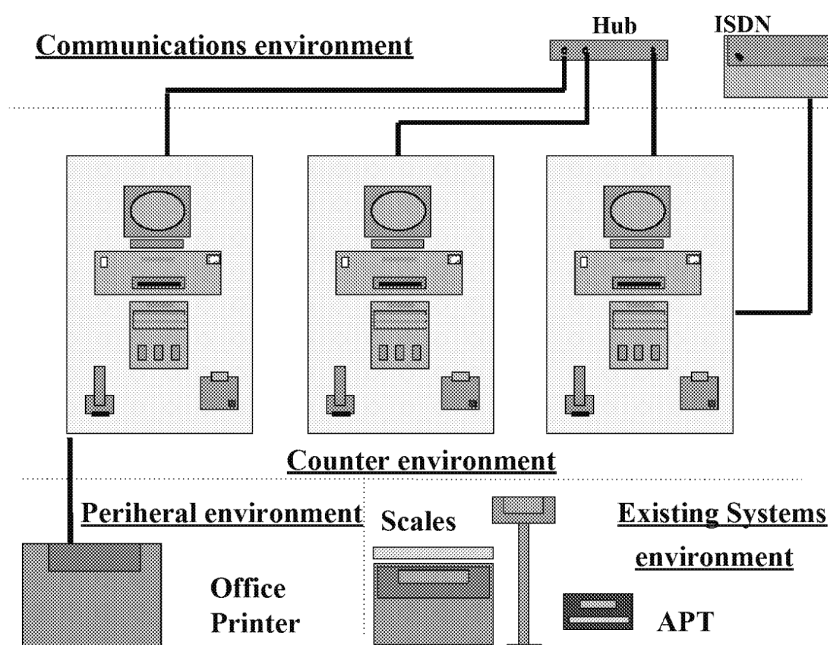 Communications environment
Hub
ISDN
Counter environment
Periheral environment
Scales
Existing Systems
environment
Office
Printer
APT